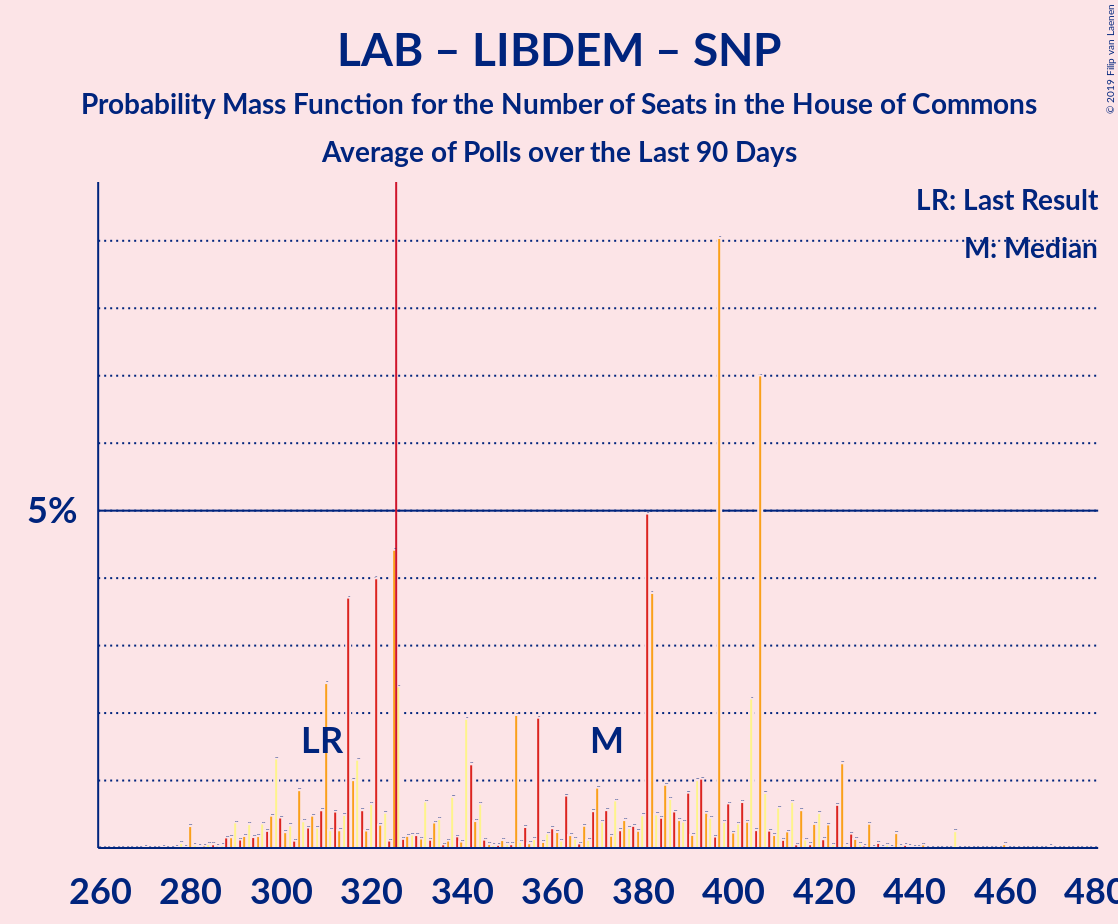 LAB – LIBDEM – SNP
Probability Mass Function for the Number of Seats in the House of Commons
Average of Polls over the Last 90 Days
© 2019 Filip van Laenen
LR: Last Result
M: Median
5%
LR
M
260 280 300 320 340 360 380 400 420 440 460 480